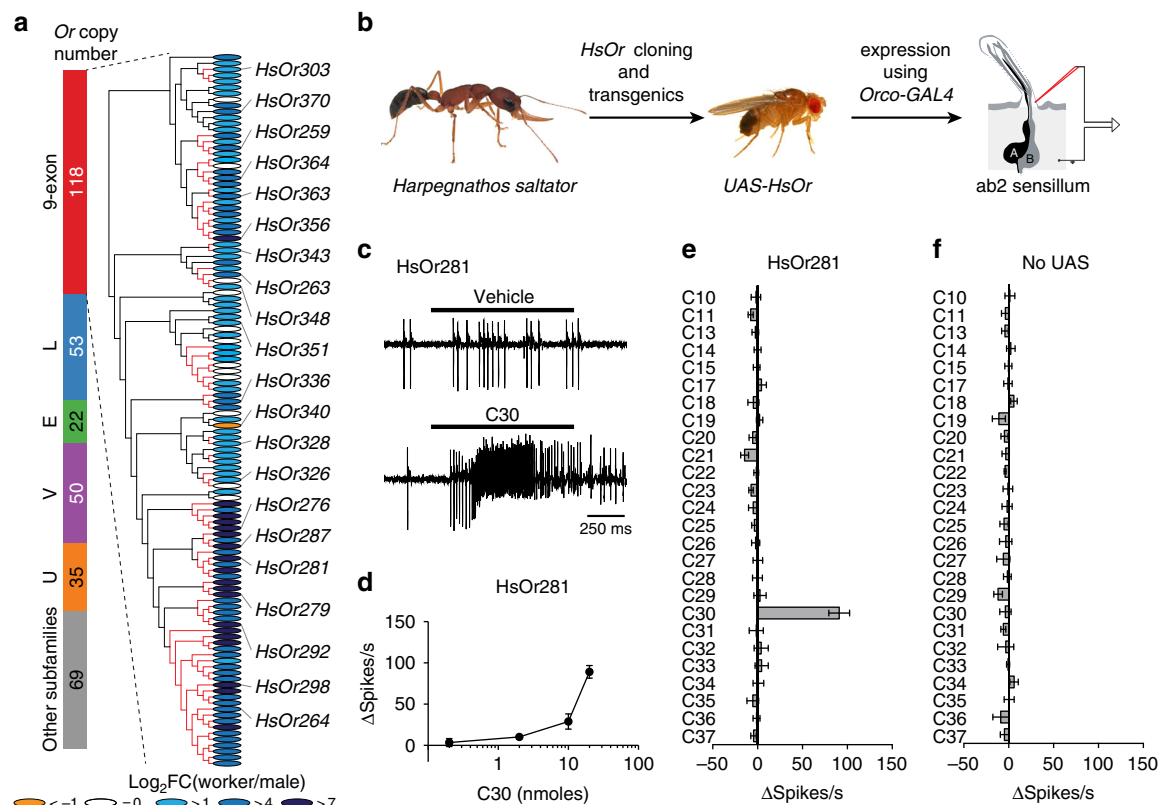 a
Or copy
number
9-exon
118
L
53
E
22
V
50
U
35
Other subfamilies
69
HsOr303
HsOr370
HsOr259
HsOr364
HsOr363
HsOr356
HsOr343
HsOr263
HsOr348
HsOr351
HsOr336
HsOr340
HsOr328
HsOr326
HsOr276
HsOr287
HsOr281
HsOr279
HsOr292
HsOr298
HsOr264
Log₂FC(worker/male)
b
HsOr cloning
and
transgenics
expression
using
Orco-GAL4
A
B
Harpegnathos saltator
UAS-HsOr
ab2 sensillum
c
HsOr281
Vehicle
C30
250 ms
d
HsOr281
150
100
50
0
ΔSpikes/s
1
10
100
C30 (nmoles)
e
HsOr281
C10
C11
C13
C14
C15
C17
C18
C19
C20
C21
C22
C23
C24
C25
C26
C27
C28
C29
C30
C31
C32
C33
C34
C35
C36
C37
−50 0 50 100 150
ΔSpikes/s
f
No UAS
C10
C11
C13
C14
C15
C17
C18
C19
C20
C21
C22
C23
C24
C25
C26
C27
C28
C29
C30
C31
C32
C33
C34
C35
C36
C37
−50 0 50 100 150
ΔSpikes/s